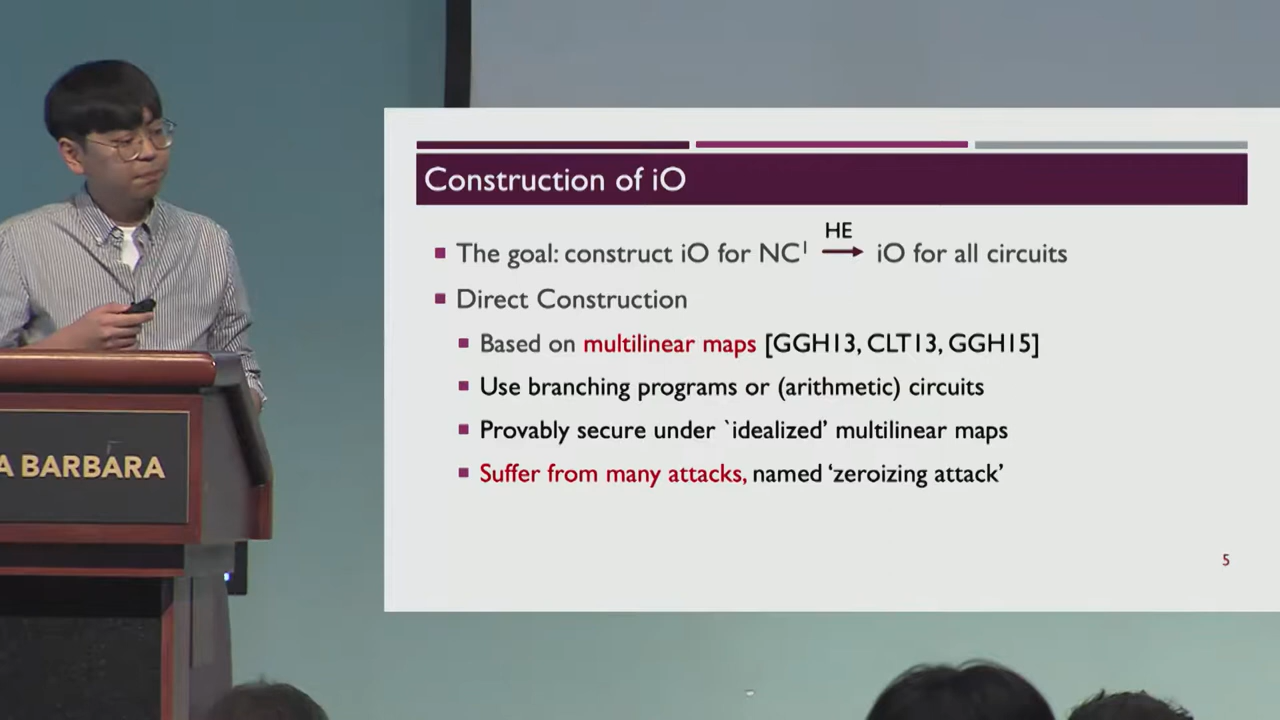 Construction of iO
HE
The goal: construct iO for NC¹ → iO for all circuits
Direct Construction
Based on multilinear maps [GGH13, CLT13, GGH15]
Use branching programs or (arithmetic) circuits
Provably secure under `idealized’ multilinear maps
Suffer from many attacks, named ‘zeroizing attack’
5
A BARBARA